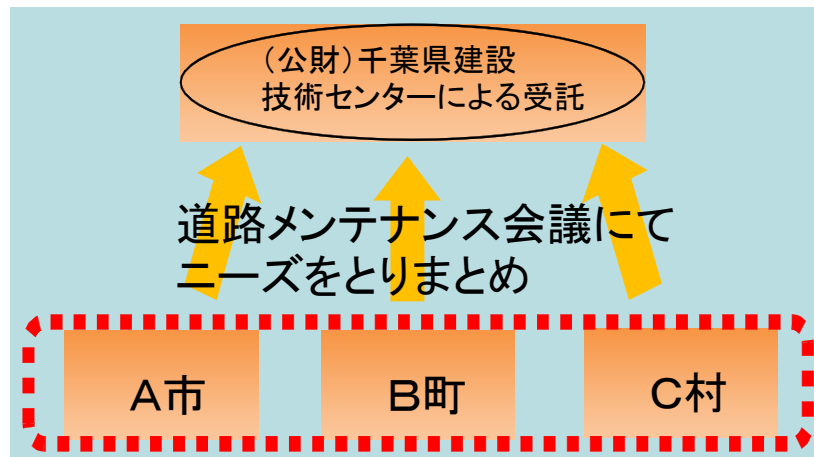 （公財）千葉県建設
技術センターによる受託
道路メンテナンス会議にて
ニーズをとりまとめ
Ａ市
Ｂ町
Ｃ村